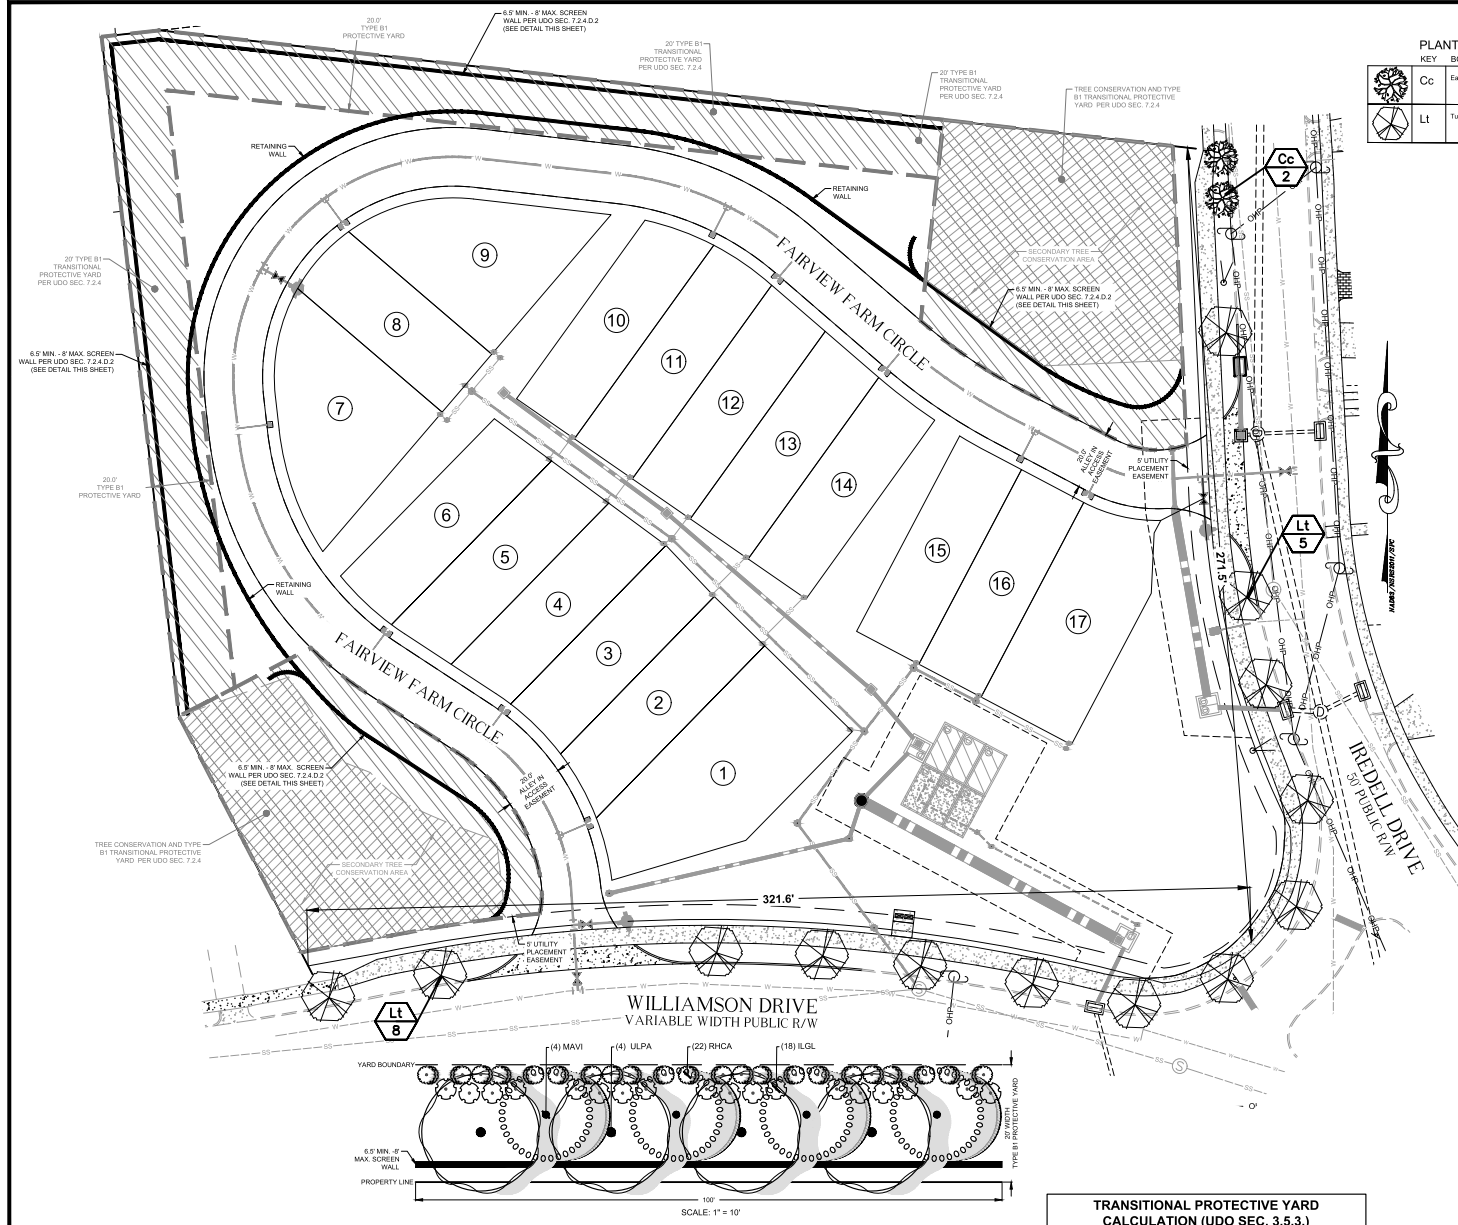 6.5' MIN. - 8' MAX. SCREEN
WALL PER UDO SEC. 7.2.4.D.2
(SEE DETAIL THIS SHEET)
20.0'
TYPE B1
PROTECTIVE YARD
20' TYPE B1
TRANSITIONAL
PROTECTIVE YARD
PER UDO SEC. 7.2.4
20' TYPE B1
TRANSITIONAL
PROTECTIVE YARD
PER UDO SEC. 7.2.4
TREE CONSERVATION AND TYPE
B1 TRANSITIONAL PROTECTIVE
YARD PER UDO SEC. 7.2.4
PLANT
KEY
Cc
Lt
Cc
2
RETAINING
WALL
RETAINING
WALL
SECONDARY TREE
CONSERVATION AREA
6.5' MIN. - 8' MAX. SCREEN
WALL PER UDO SEC. 7.2.4.D.2
(SEE DETAIL THIS SHEET)
20' TYPE B1
TRANSITIONAL
PROTECTIVE YARD
PER UDO SEC. 7.2.4
6.5' MIN. - 8' MAX. SCREEN
WALL PER UDO SEC. 7.2.4.D.2
(SEE DETAIL THIS SHEET)
20.0'
TYPE B1
PROTECTIVE YARD
FAIRVIEW FARM CIRCLE
9
8
7
10
11
12
13
14
6
5
4
3
2
1
15
16
17
20.0'
ALLEY IN
ACCESS
EASEMENT
5' UTILITY
PLACEMENT
EASEMENT
Lt
5
271.5'
NAD83/NSRS2011/SPC
RETAINING
WALL
FAIRVIEW FARM CIRCLE
6.5' MIN. - 8' MAX. SCREEN
WALL PER UDO SEC. 7.2.4.D.2
(SEE DETAIL THIS SHEET)
20.0'
ALLEY IN
ACCESS
EASEMENT
TREE CONSERVATION AND TYPE
B1 TRANSITIONAL PROTECTIVE
YARD PER UDO SEC. 7.2.4
SECONDARY TREE
CONSERVATION AREA
321.6'
IREDELL DRIVE
50' PUBLIC R/W
5' UTILITY
PLACEMENT
EASEMENT
Lt
8
WILLIAMSON DRIVE
VARIABLE WIDTH PUBLIC R/W
YARD BOUNDARY
(4) MAVI
(4) ULPA
(22) RHCA
(18) ILGL
20' WIDTH
TYPE B1 PROTECTIVE YARD
6.5' MIN. -8'
MAX. SCREEN
WALL
PROPERTY LINE
100'
SCALE: 1" = 10'
TRANSITIONAL PROTECTIVE YARD
CALCULATION (UDO SEC. 3.5.3.)